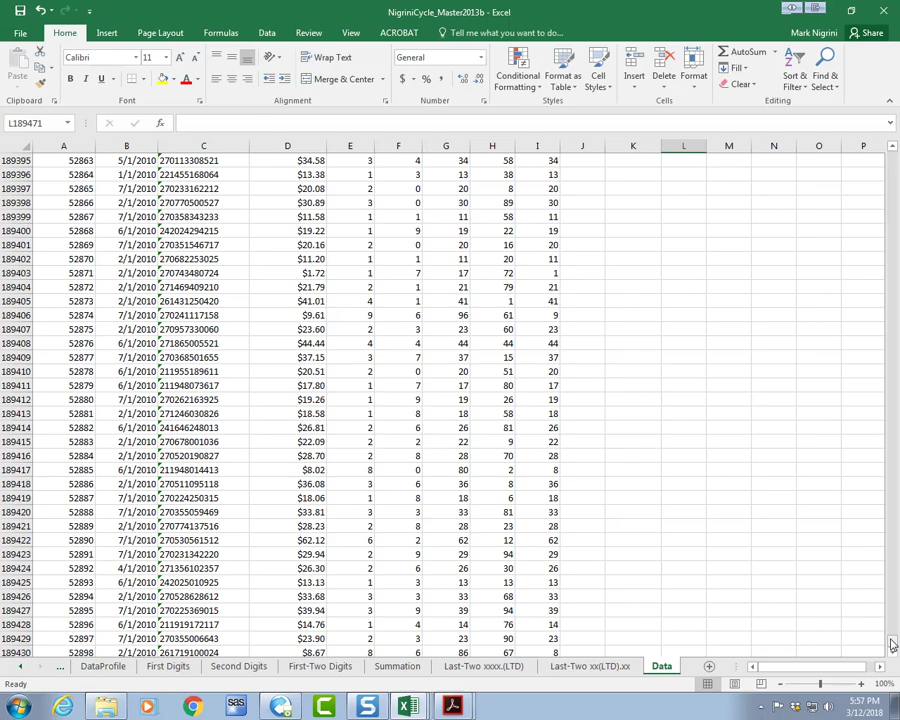 NigriniCycle_Master2013b - Excel
File Home Insert Page Layout Formulas Data Review View ACROBAT Tell me what you want to do... Mark Nigrini Share
Paste Calibri 11 A A Wrap Text General AutoSum
B I U A Merge & Center $ % , Conditional Formatting Format as Table Cell Styles Insert Delete Format Fill Clear Sort & Filter Find & Select
Clipboard Font Alignment Number Styles Cells Editing
L189471 fx
A B C D E F G H I J K L M N O P
189395 52863 5/1/2010 270113308521 $34.58 3 4 34 58 34
189396 52864 1/1/2010 221455168064 $13.38 1 3 13 38 13
189397 52865 7/1/2010 270233162212 $20.08 2 0 20 8 20
189398 52866 2/1/2010 270770500527 $30.89 3 0 30 89 30
189399 52867 7/1/2010 270358343233 $11.58 1 1 11 58 11
189400 52868 6/1/2010 242024294215 $19.22 1 9 19 22 19
189401 52869 7/1/2010 270351546717 $20.16 2 0 20 16 20
189402 52870 2/1/2010 270682253025 $11.20 1 1 11 20 11
189403 52871 2/1/2010 270743480724 $1.72 1 7 17 72 1
189404 52872 2/1/2010 271469409210 $21.79 2 1 21 79 21
189405 52873 2/1/2010 261431250420 $41.01 4 1 41 1 41
189406 52874 7/1/2010 270241117158 $9.61 9 6 96 61 9
189407 52875 2/1/2010 270957330060 $23.60 2 3 23 60 23
189408 52876 6/1/2010 271865005521 $44.44 4 4 44 44 44
189409 52877 7/1/2010 270368501655 $37.15 3 7 37 15 37
189410 52878 6/1/2010 211955189611 $20.51 2 0 20 51 20
189411 52879 6/1/2010 211948073617 $17.80 1 7 17 80 17
189412 52880 7/1/2010 270262163925 $19.26 1 9 19 26 19
189413 52881 2/1/2010 271246030826 $18.58 1 8 18 58 18
189414 52882 6/1/2010 241646248013 $26.81 2 6 26 81 26
189415 52883 2/1/2010 270678001036 $22.09 2 2 22 9 22
189416 52884 2/1/2010 270520190827 $28.70 2 8 28 70 28
189417 52885 6/1/2010 211948014413 $8.02 8 0 80 2 8
189418 52886 2/1/2010 270511095118 $36.08 3 6 36 8 36
189419 52887 7/1/2010 270224250315 $18.06 1 8 18 6 18
189420 52888 7/1/2010 270355059469 $33.81 3 3 33 81 33
189421 52889 2/1/2010 270774137516 $28.23 2 8 28 23 28
189422 52890 7/1/2010 270530561512 $62.12 6 2 62 12 62
189423 52891 7/1/2010 270231342220 $29.94 2 9 29 94 29
189424 52892 4/1/2010 271356102357 $26.30 2 6 26 30 26
189425 52893 6/1/2010 242025010925 $13.13 1 3 13 13 13
189426 52894 2/1/2010 270528628612 $33.68 3 3 33 68 33
189427 52895 7/1/2010 270225369015 $39.94 3 9 39 94 39
189428 52896 6/1/2010 211919172117 $14.76 1 4 14 76 14
189429 52897 7/1/2010 270355006643 $23.90 2 3 23 90 23
189430 52898 2/1/2010 261719100024 $8.67 8 6 86 67 8
... DataProfile First Digits Second Digits First-Two Digits Summation Last-Two xxxx.(LTD) Last-Two xx(LTD).xx Data
Ready 100%
sas S 5:57 PM
3/12/2018